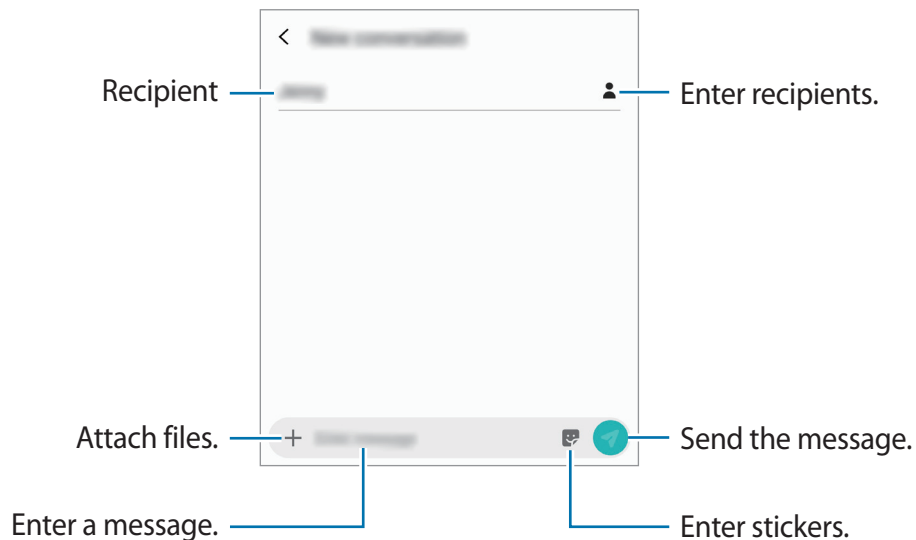 Recipient
Enter recipients.
Attach files.
Send the message.
Enter a message.
Enter stickers.